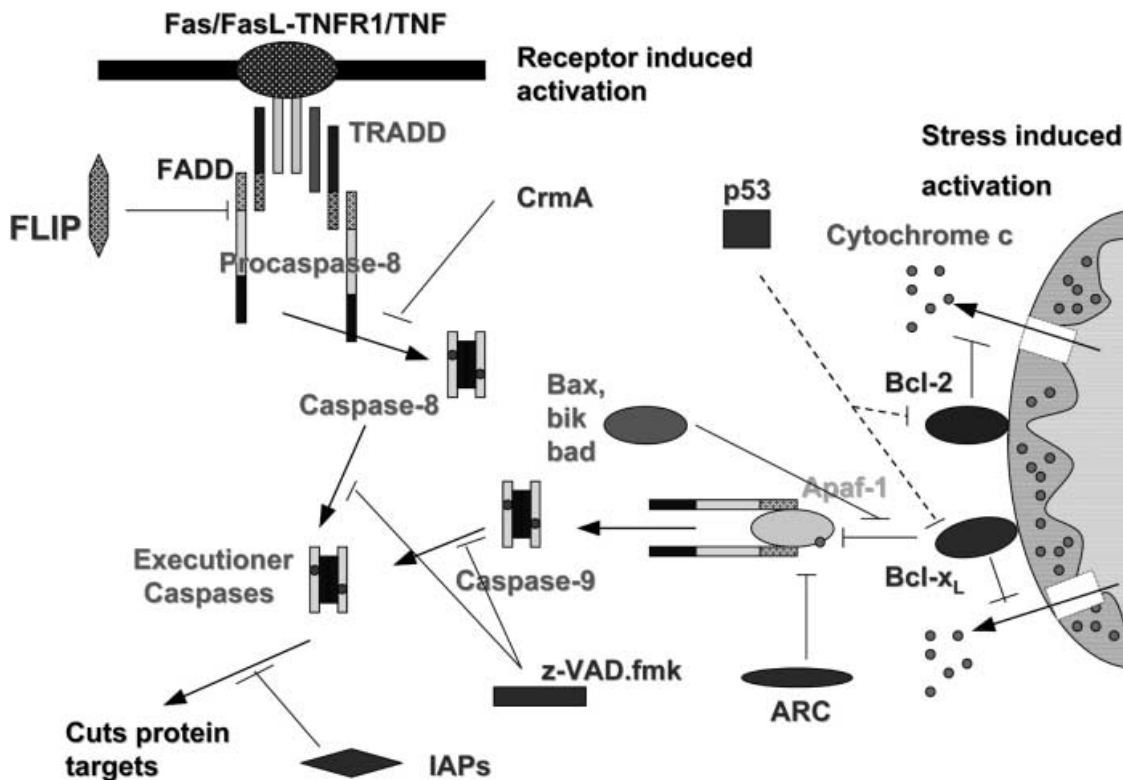 Fas/FasL-TNFR1/TNF
Receptor induced
activation
TRADD
FADD
FLIP
CrmA
Procaspase-8
Caspase-8
Stress induced
activation
p53
Cytochrome c
Bcl-2
Bax,
bik
bad
Apaf-1
Bcl-xL
Caspase-9
Executioner
Caspases
z-VAD.fmk
ARC
Cuts protein
targets
IAPs